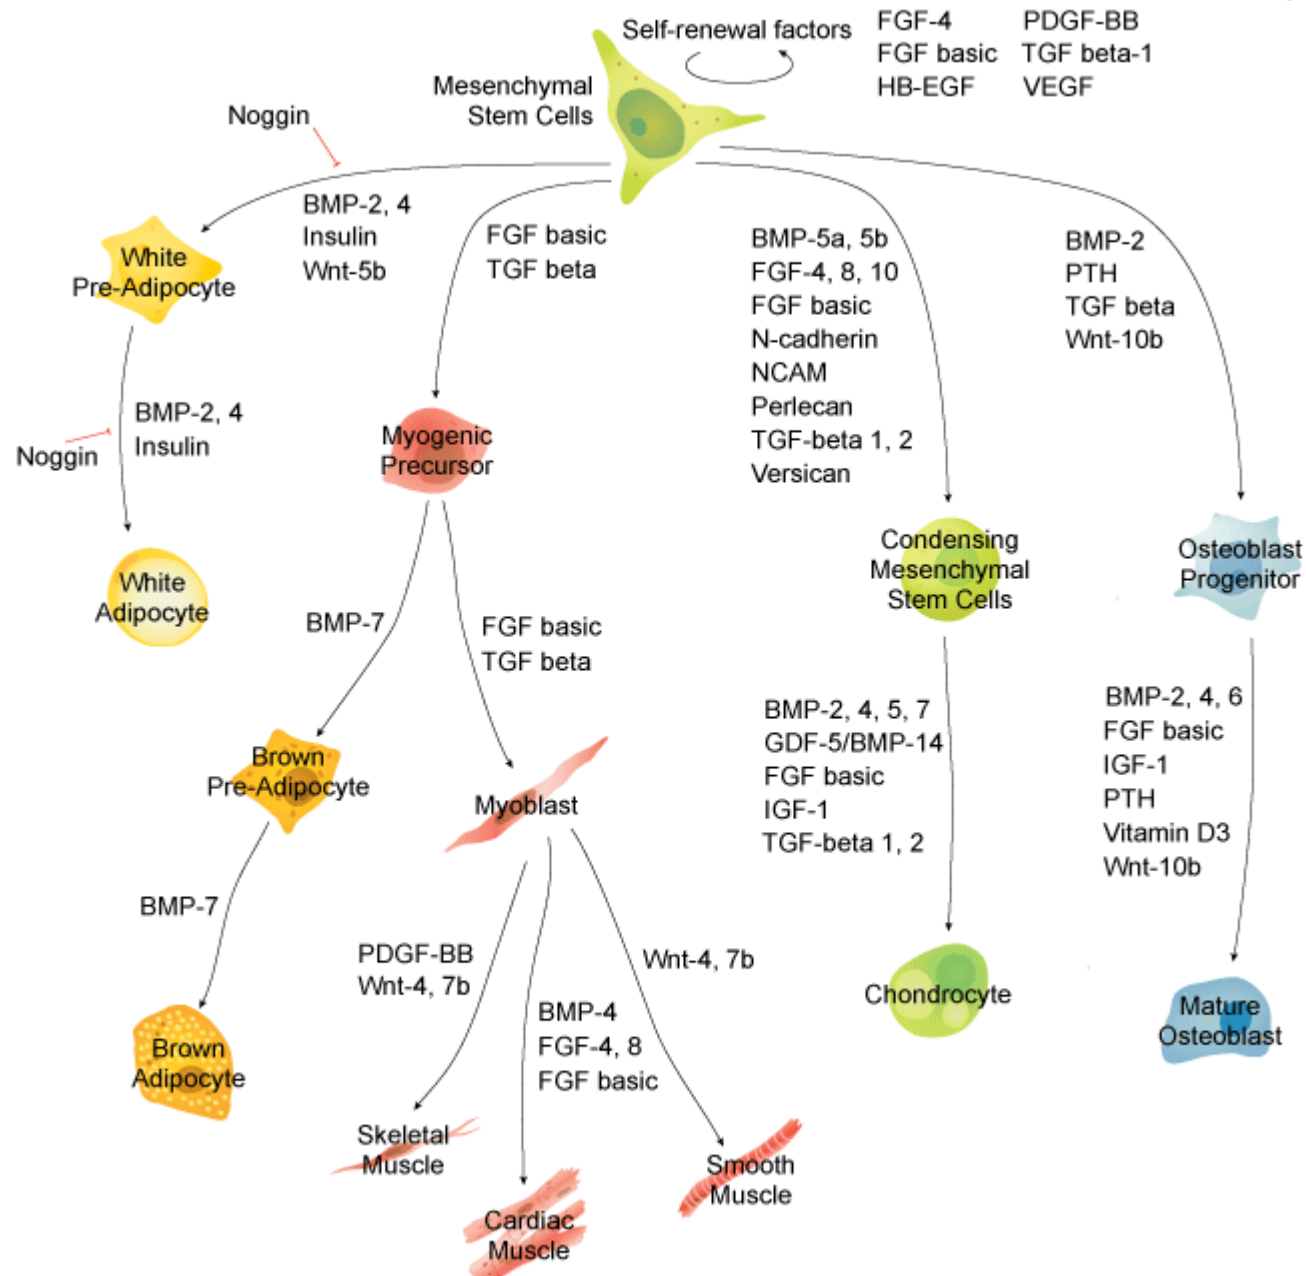 Self-renewal factors
FGF-4
FGF basic
HB-EGF
PDGF-BB
TGF beta-1
VEGF
Mesenchymal
Stem Cells
Noggin
BMP-2, 4
Insulin
Wnt-5b
FGF basic
TGF beta
BMP-5a, 5b
FGF-4, 8, 10
FGF basic
N-cadherin
NCAM
Perlecan
TGF-beta 1, 2
Versican
BMP-2
PTH
TGF beta
Wnt-10b
White
Pre-Adipocyte
BMP-2, 4
Insulin
Noggin
Myogenic
Precursor
White
Adipocyte
Condensing
Mesenchymal
Stem Cells
Osteoblast
Progenitor
BMP-7
FGF basic
TGF beta
BMP-2, 4, 5, 7
GDF-5/BMP-14
FGF basic
IGF-1
TGF-beta 1, 2
BMP-2, 4, 6
FGF basic
IGF-1
PTH
Vitamin D3
Wnt-10b
Brown
Pre-Adipocyte
Myoblast
BMP-7
PDGF-BB
Wnt-4, 7b
BMP-4
FGF-4, 8
FGF basic
Wnt-4, 7b
Chondrocyte
Mature
Osteoblast
Brown
Adipocyte
Skeletal
Muscle
Cardiac
Muscle
Smooth
Muscle